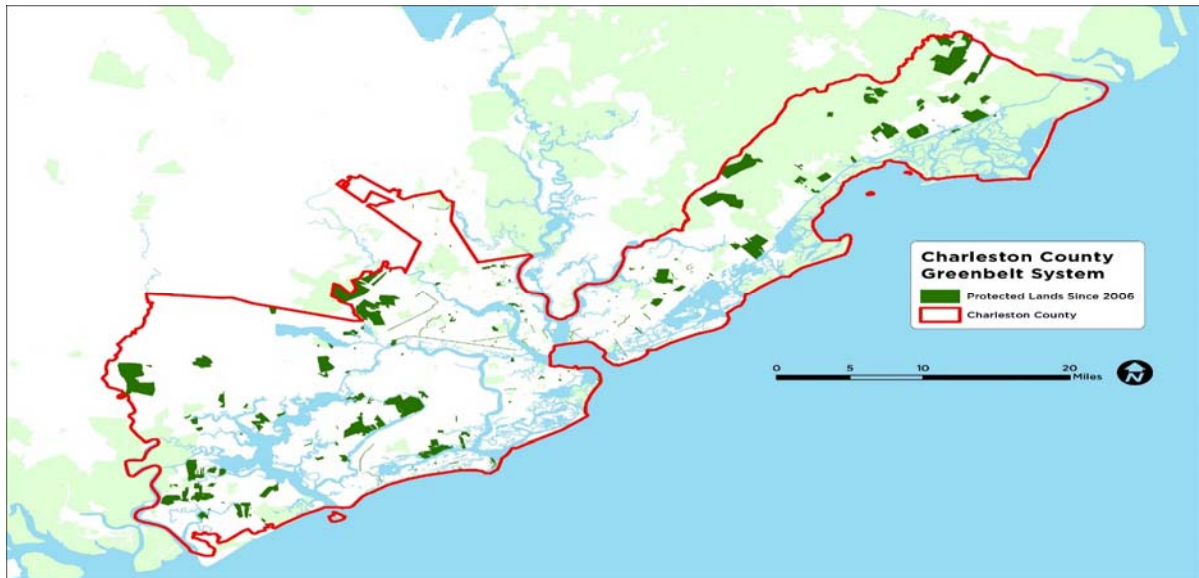 Charleston County
Greenbelt System
Protected Lands Since 2006
Charleston County
0 5 10 20
Miles
N